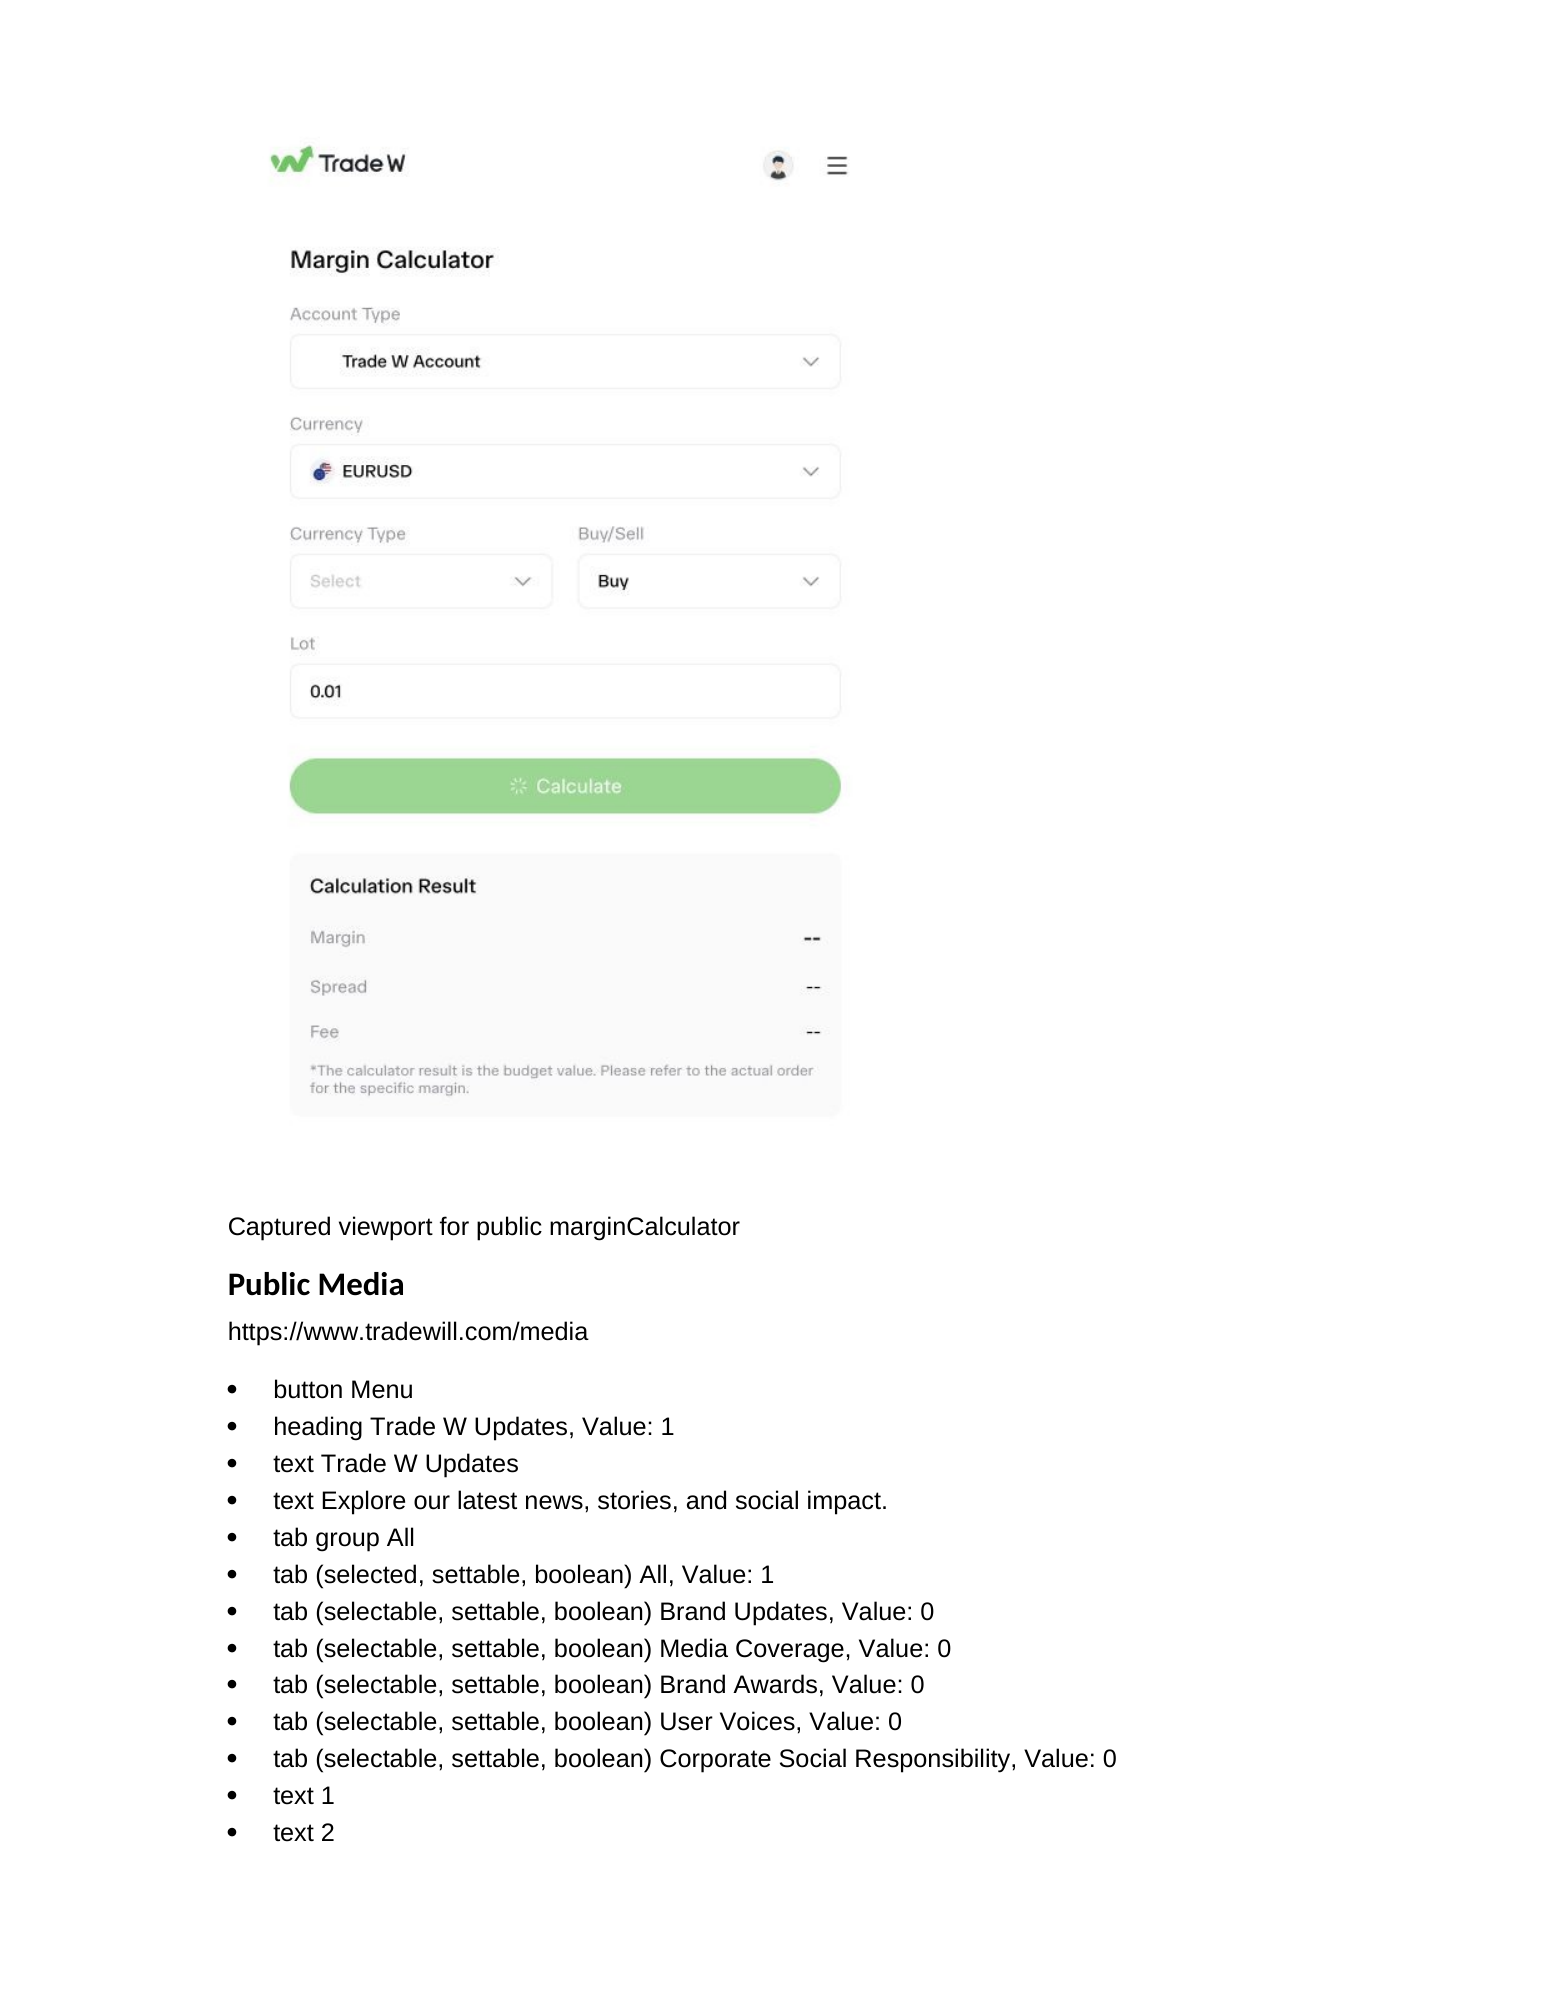 Trade W
Margin Calculator
Account Type
Trade W Account
Currency
EURUSD
Currency Type Buy/Sell
Select Buy
Lot
0.01
Calculate
Calculation Result
Margin --
Spread --
Fee --
*The calculator result is the budget value. Please refer to the actual order
for the specific margin.
Captured viewport for public marginCalculator
Public Media
https://www.tradewill.com/media
• button Menu
• heading Trade W Updates, Value: 1
• text Trade W Updates
• text Explore our latest news, stories, and social impact.
• tab group All
• tab (selected, settable, boolean) All, Value: 1
• tab (selectable, settable, boolean) Brand Updates, Value: 0
• tab (selectable, settable, boolean) Media Coverage, Value: 0
• tab (selectable, settable, boolean) Brand Awards, Value: 0
• tab (selectable, settable, boolean) User Voices, Value: 0
• tab (selectable, settable, boolean) Corporate Social Responsibility, Value: 0
• text 1
• text 2